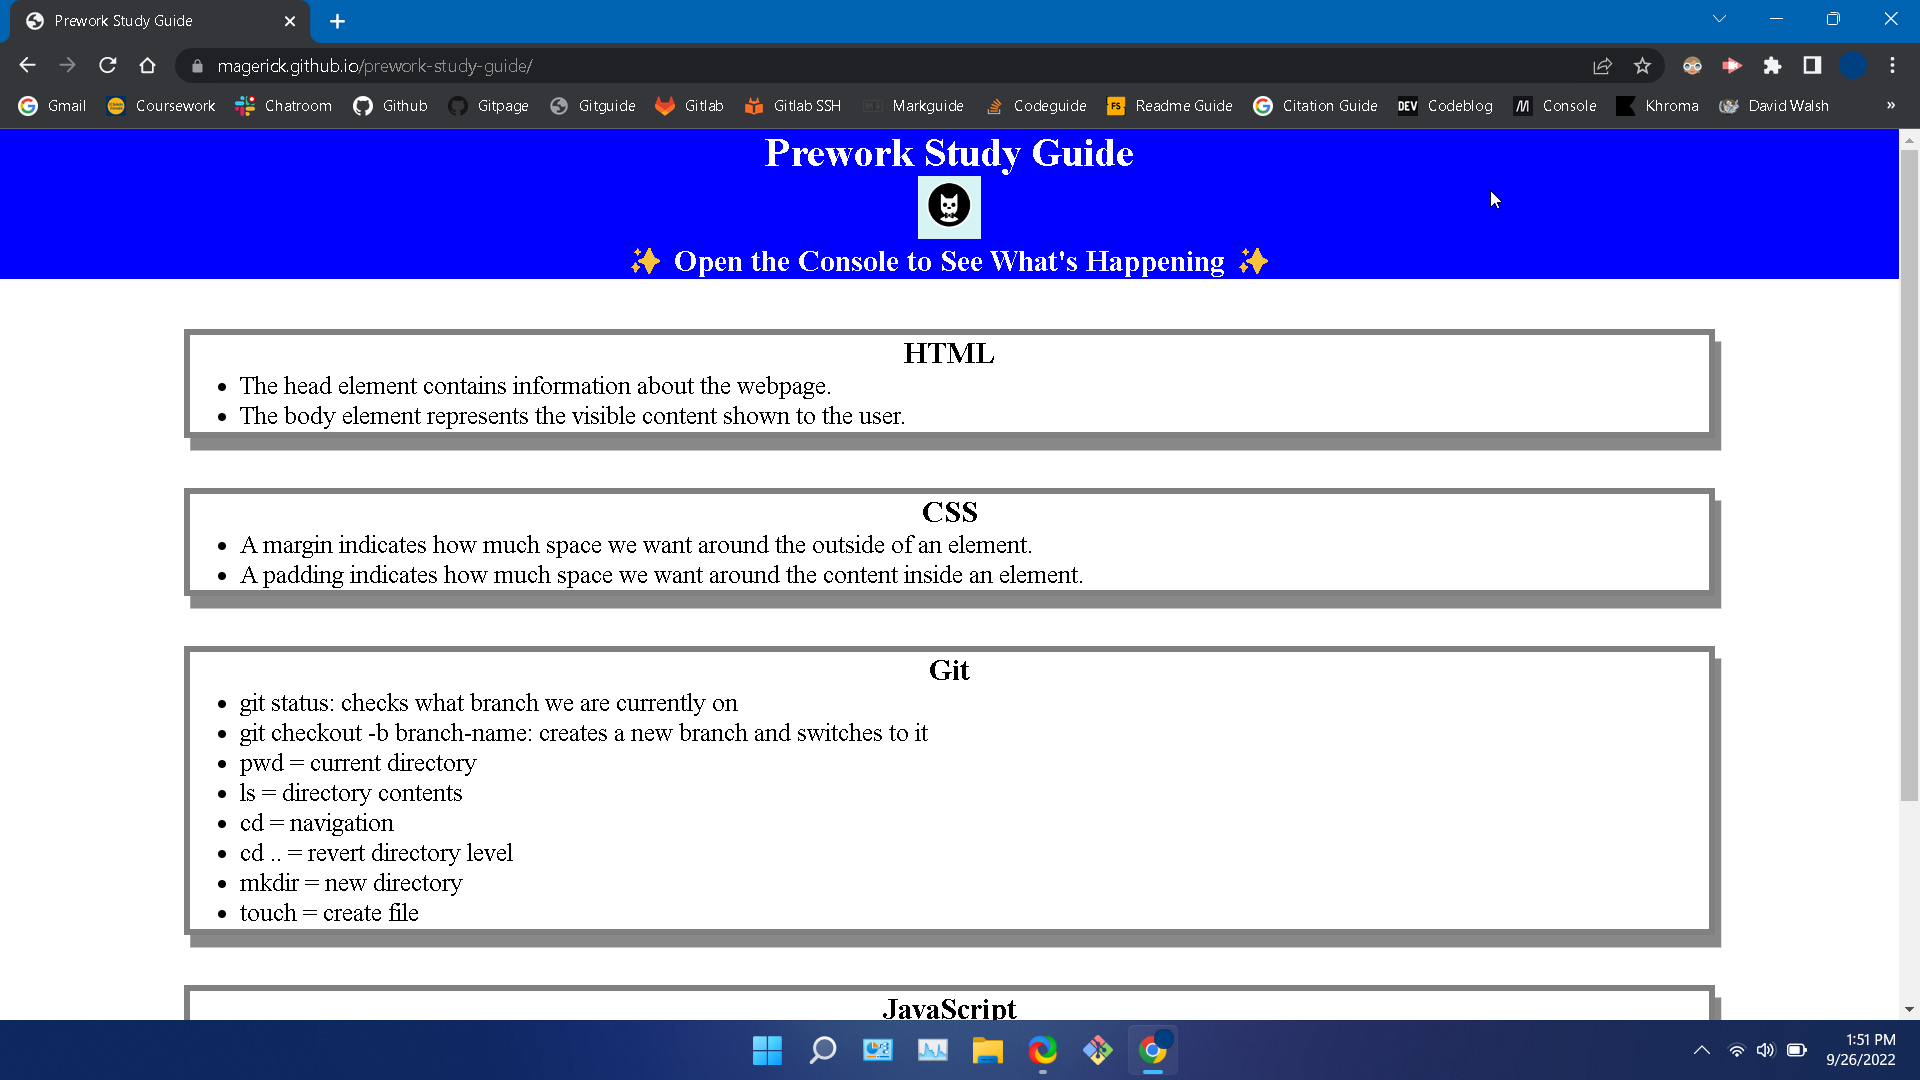 Prework Study Guide
magerick.github.io/prework-study-guide/
Gmail Coursework Chatroom Github Gitpage Gitguide Gitlab Gitlab SSH Markguide Codeguide FS Readme Guide Citation Guide DEV Codeblog M Console Khroma David Walsh »
Prework Study Guide
✨ Open the Console to See What's Happening ✨
HTML
• The head element contains information about the webpage.
• The body element represents the visible content shown to the user.
CSS
• A margin indicates how much space we want around the outside of an element.
• A padding indicates how much space we want around the content inside an element.
Git
• git status: checks what branch we are currently on
• git checkout -b branch-name: creates a new branch and switches to it
• pwd = current directory
• ls = directory contents
• cd = navigation
• cd .. = revert directory level
• mkdir = new directory
• touch = create file
JavaScript
1:51 PM
9/26/2022